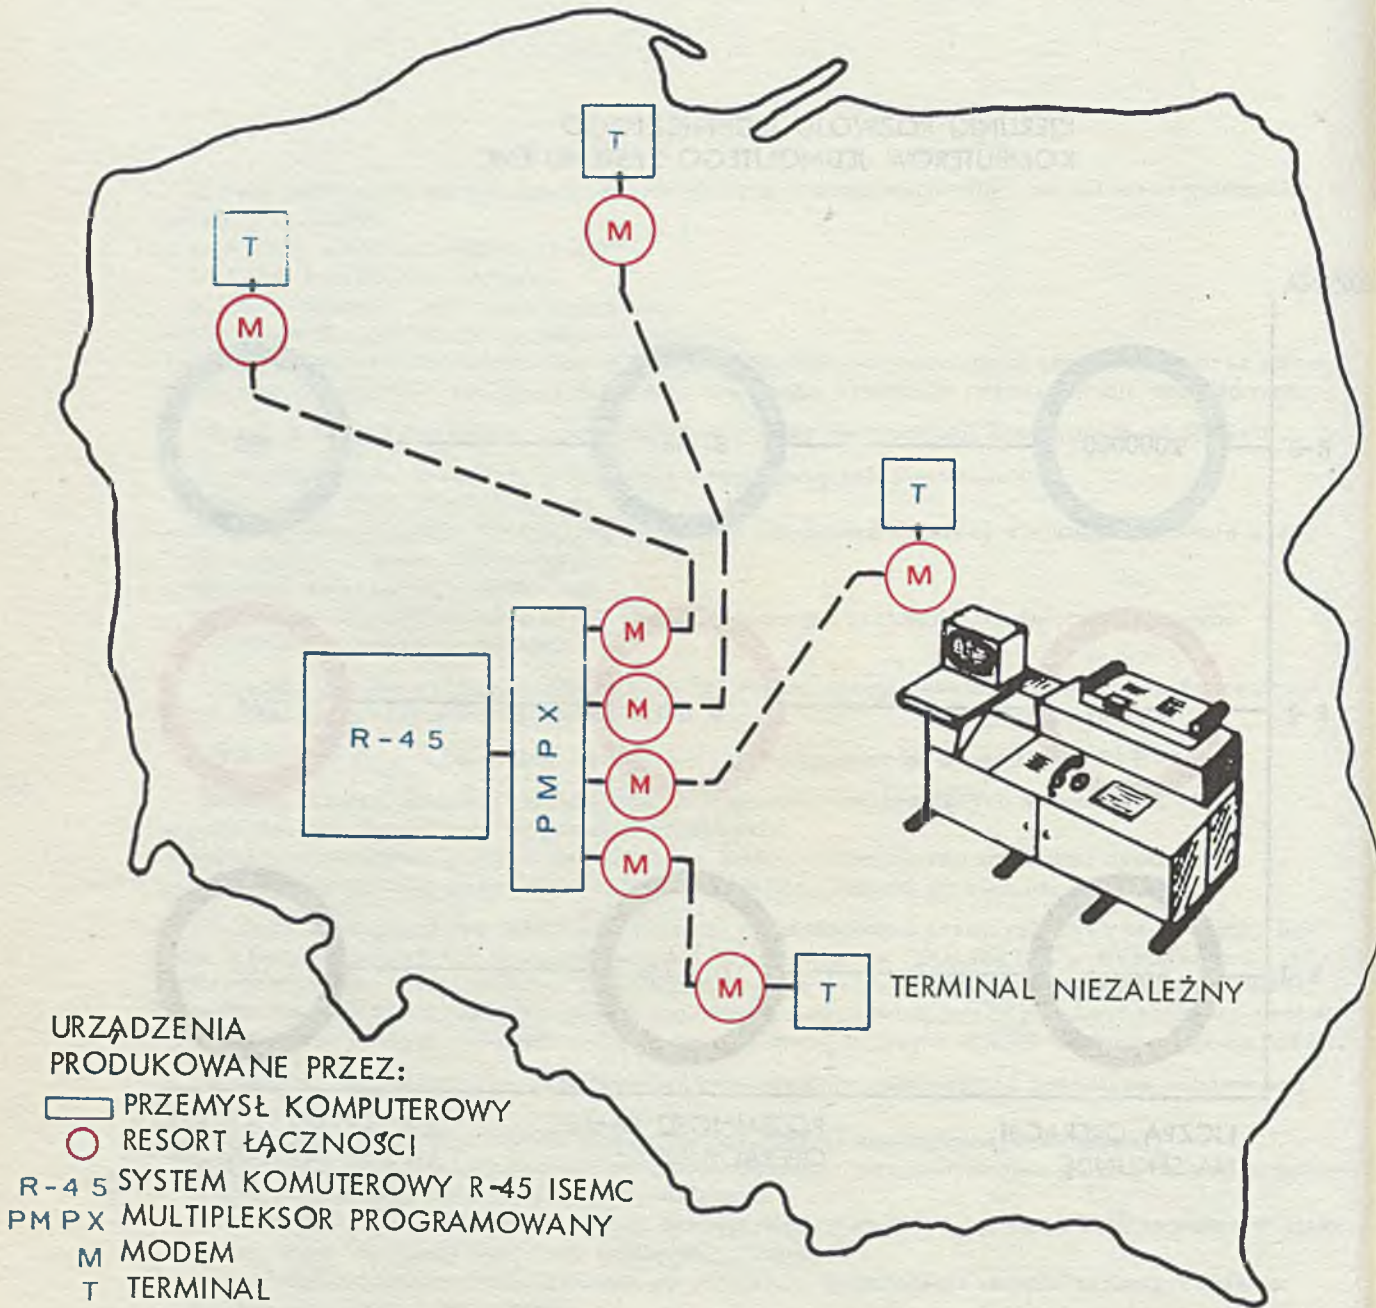 T
M
T
M
T
M
M
M
M
M
R-45
PMPX
M
T
TERMINAL NIEZALEŻNY
URZĄDZENIA
PRODUKOWANE PRZEZ:
PRZEMYSŁ KOMPUTEROWY
RESORT ŁĄCZNOŚCI
R-45 SYSTEM KOMUTEROWY R-45 ISEMC
PMPX MULTIPLEKSOR PROGRAMOWANY
M MODEM
T TERMINAL